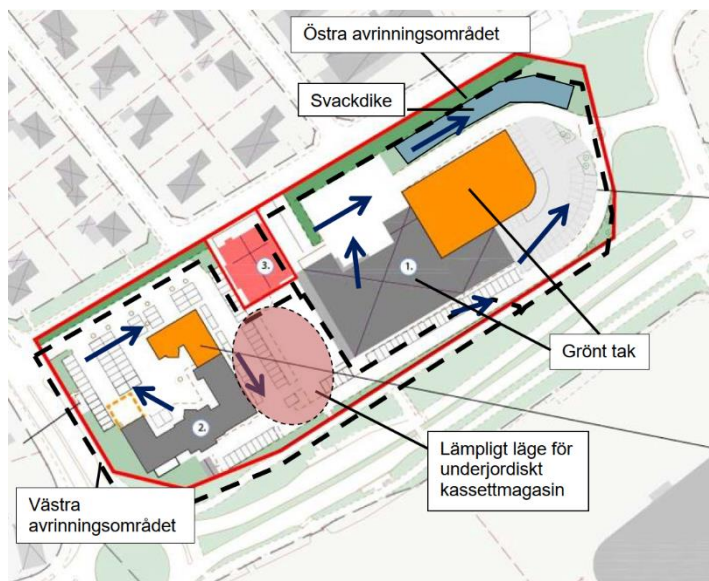 Östra avrinningsområdet
Svackdike
3.
1.
Grönt tak
2.
Lämpligt läge för
underjordiskt
kassettmagasin
Västra
avrinningsområdet